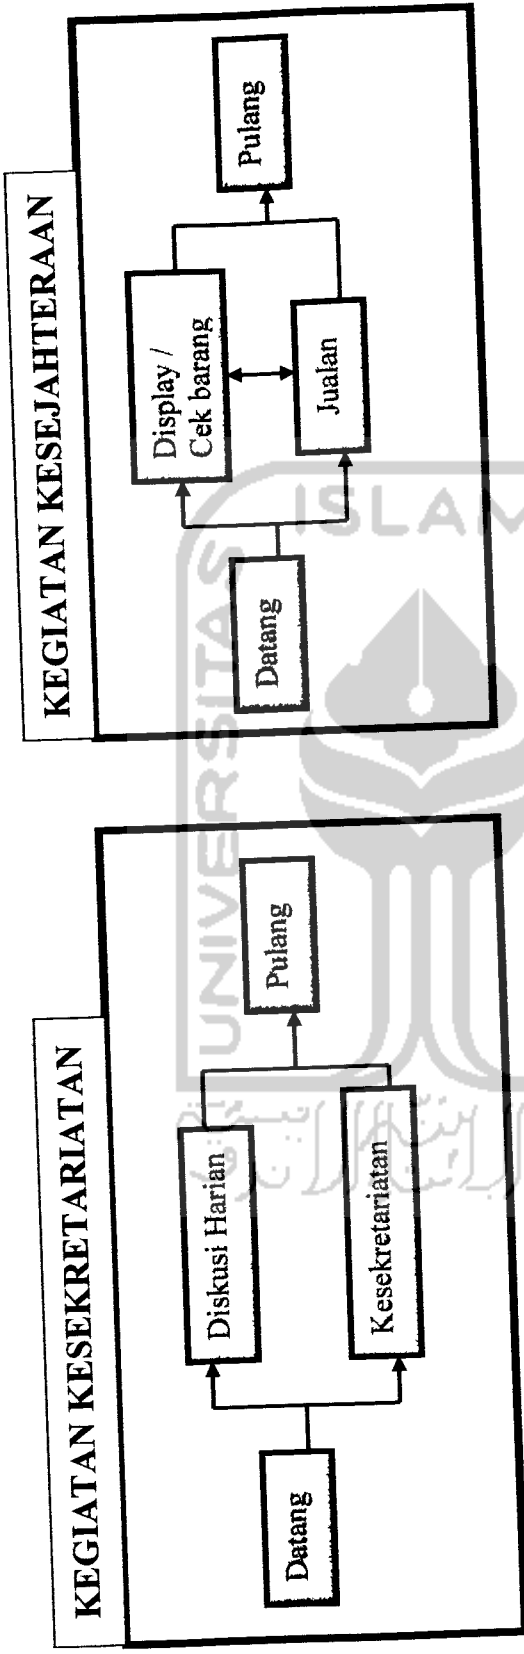 KEGIATAN KESEKRETARIATAN
Datang
Diskusi Harian
Kesekretariatan
Pulang
KEGIATAN KESEJAHTERAAN
Datang
Display /
Cek barang
Jualan
Pulang
UNIVERSITAS
ISLAM